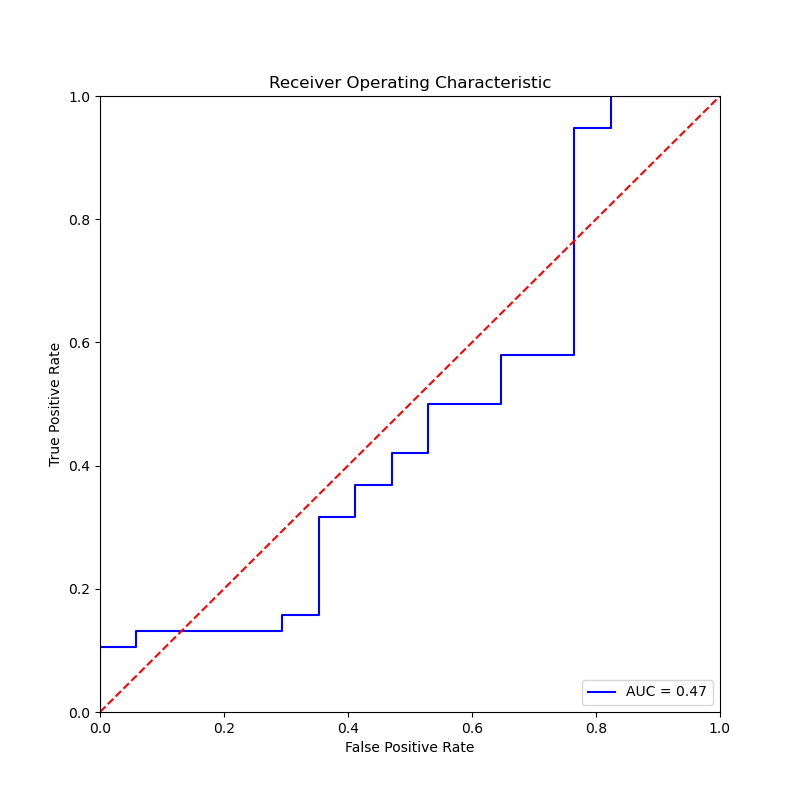 Receiver Operating Characteristic
1.0
0.8
0.6
0.4
0.2
0.0
True Positive Rate
AUC = 0.47
0.0 0.2 0.4 0.6 0.8 1.0
False Positive Rate